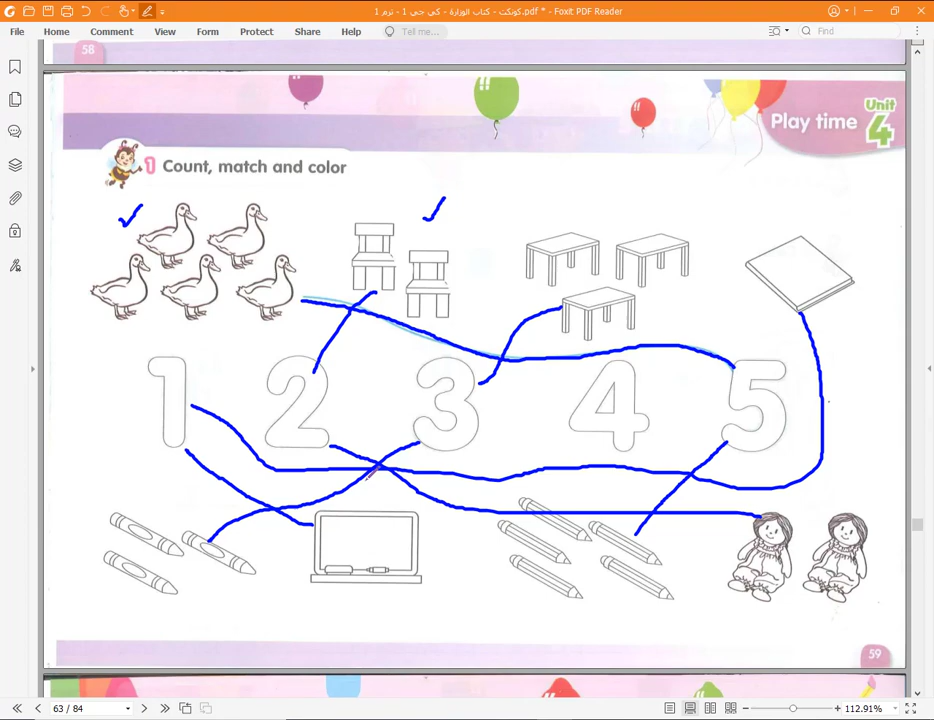 كونكت - كتاب الوزارة - كي جي 1 - ترم 1.pdf * - Foxit PDF Reader
File Home Comment View Form Protect Share Help Tell me... Find
58
Play time Unit 4
1 Count, match and color
1 2 3 4 5
59
63 / 84 112.91%